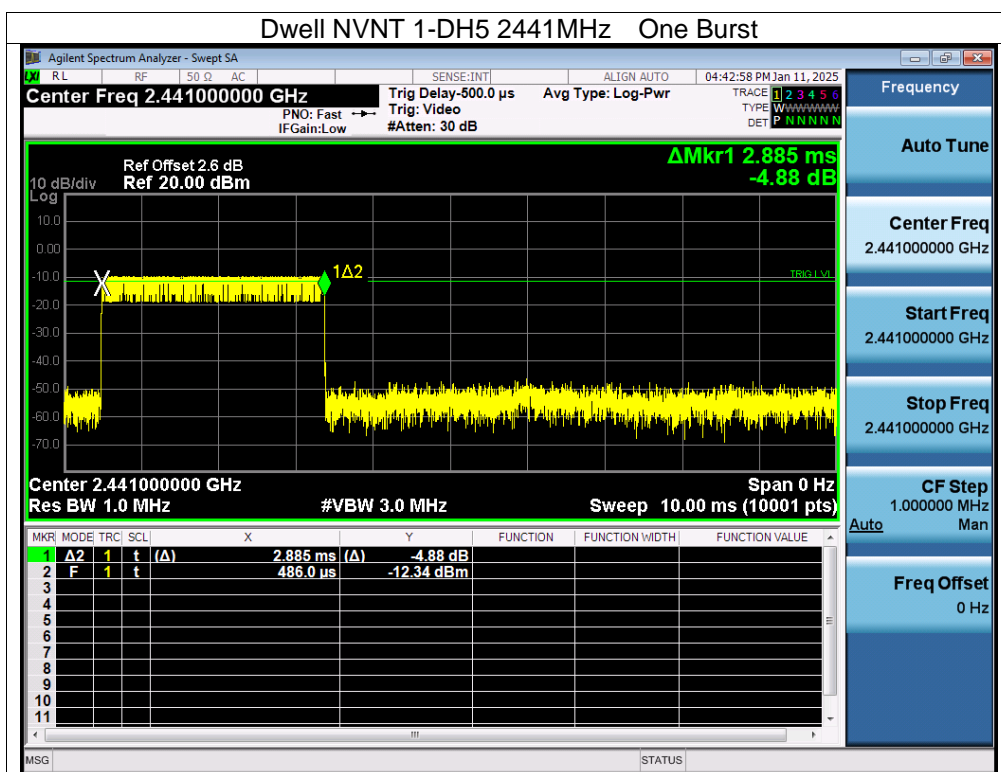 Dwell NVNT 1-DH5 2441MHz One Burst
Agilent Spectrum Analyzer - Swept SA
RL RF 50 Ω AC SENSE:INT ALIGN AUTO 04:42:58 PM Jan 11, 2025
Center Freq 2.441000000 GHz Trig Delay-500.0 µs Avg Type: Log-Pwr TRACE 1 2 3 4 5 6
PNO: Fast Trig: Video TYPE WWWWWW
IFGain:Low #Atten: 30 dB DET P N N N N N
ΔMkr1 2.885 ms
-4.88 dB
Ref Offset 2.6 dB
10 dB/div Ref 20.00 dBm
Log
10.0
0.00
-10.0
1Δ2
TRIG LVL
-20.0
-30.0
-40.0
-50.0
-60.0
-70.0
Center 2.441000000 GHz Span 0 Hz
Res BW 1.0 MHz #VBW 3.0 MHz Sweep 10.00 ms (10001 pts)
MKR MODE TRC SCL X Y FUNCTION FUNCTION WIDTH FUNCTION VALUE
1 Δ2 1 t (Δ) 2.885 ms (Δ) -4.88 dB
2 F 1 t 486.0 µs -12.34 dBm
3
4
5
6
7
8
9
10
11
MSG STATUS
Frequency
Auto Tune
Center Freq
2.441000000 GHz
Start Freq
2.441000000 GHz
Stop Freq
2.441000000 GHz
CF Step
1.000000 MHz
Auto Man
Freq Offset
0 Hz